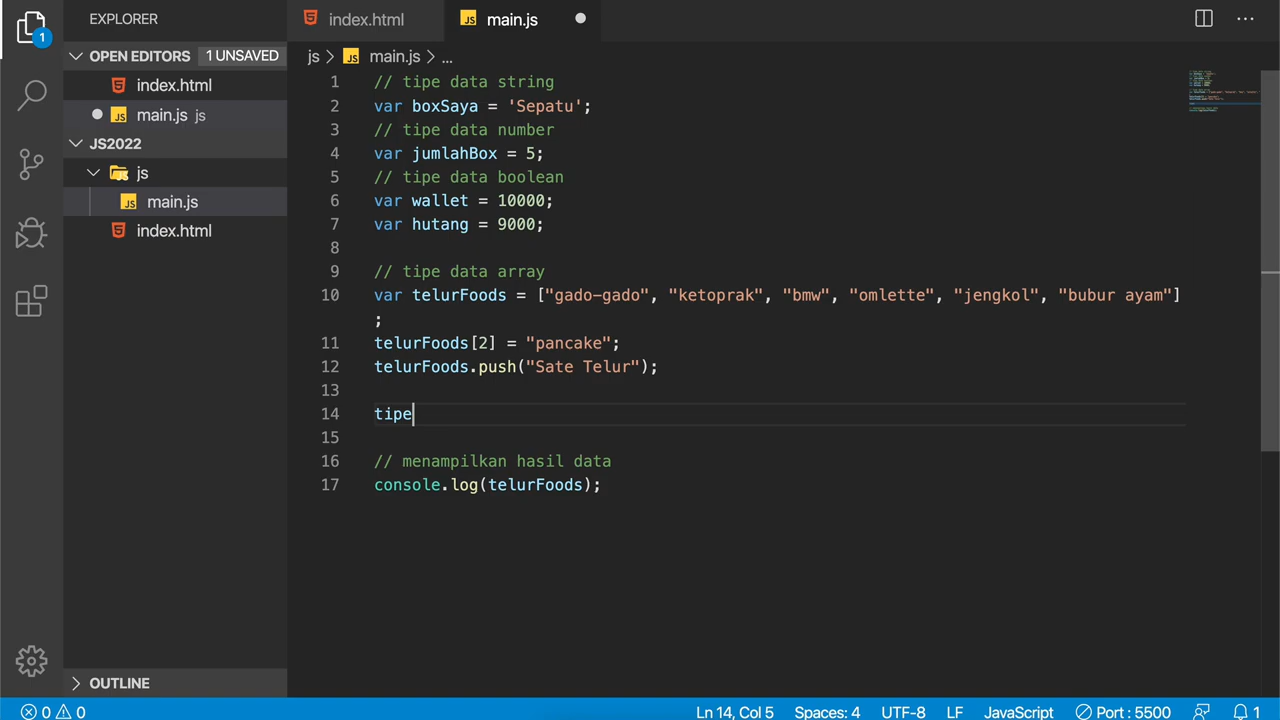 EXPLORER
index.html
JS main.js
1
OPEN EDITORS 1 UNSAVED
index.html
JS main.js js
JS2022
js
JS main.js
index.html
js > JS main.js > ...
1 // tipe data string
2 var boxSaya = 'Sepatu';
3 // tipe data number
4 var jumlahBox = 5;
5 // tipe data boolean
6 var wallet = 10000;
7 var hutang = 9000;
8
9 // tipe data array
10 var telurFoods = ["gado-gado", "ketoprak", "bmw", "omlette", "jengkol", "bubur ayam"]
;
11 telurFoods[2] = "pancake";
12 telurFoods.push("Sate Telur");
13
14 tipe
15
16 // menampilkan hasil data
17 console.log(telurFoods);
OUTLINE
0 0 Ln 14, Col 5 Spaces: 4 UTF-8 LF JavaScript Port : 5500 1